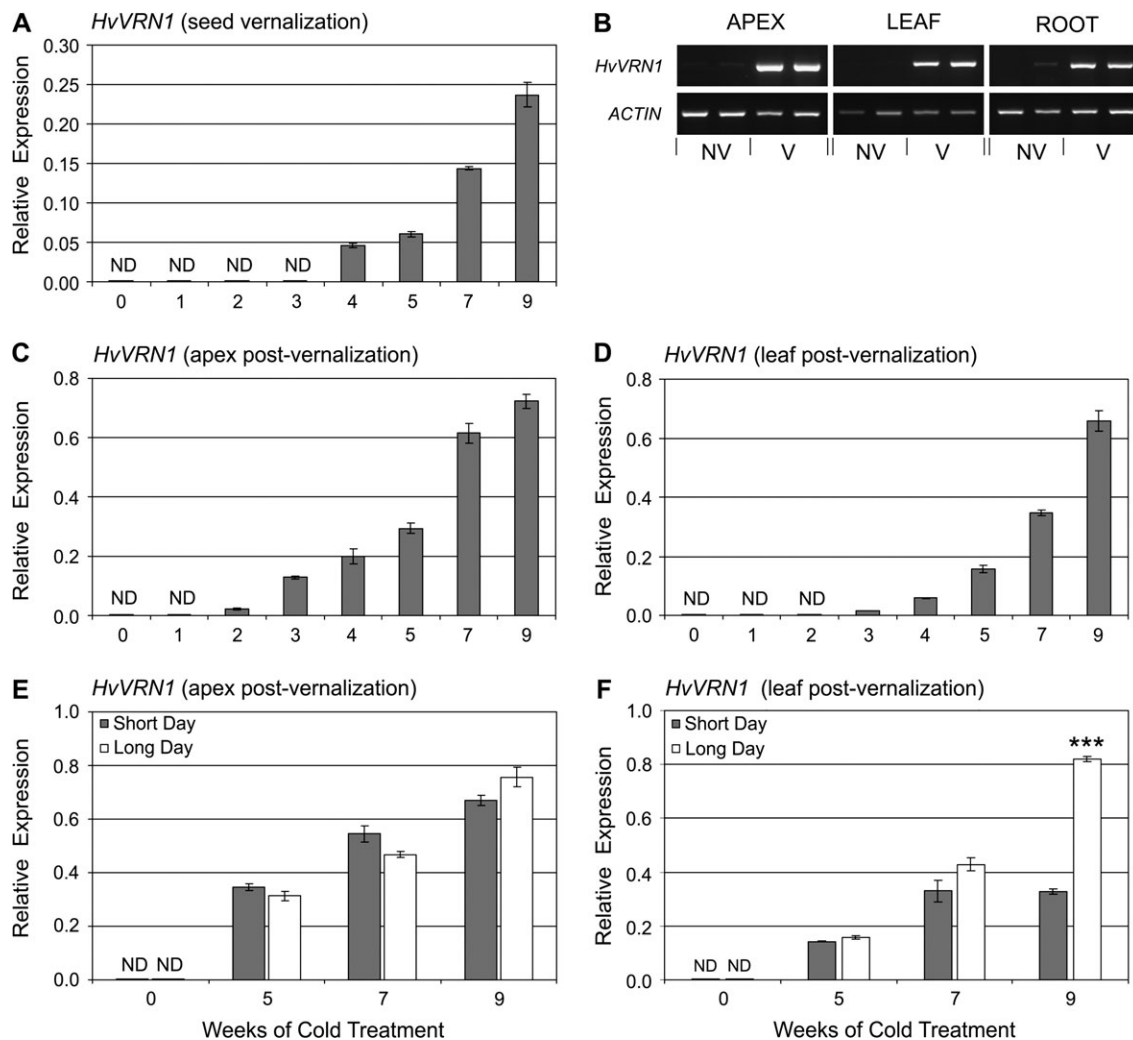 A HvVRN1 (seed vernalization)
Relative Expression
0.30
0.25
0.20
0.15
0.10
0.05
0.00
ND ND ND ND
0 1 2 3 4 5 7 9
B APEX LEAF ROOT
HvVRN1
ACTIN
NV V NV V NV V
C HvVRN1 (apex post-vernalization)
Relative Expression
0.8
0.6
0.4
0.2
0.0
ND ND
0 1 2 3 4 5 7 9
D HvVRN1 (leaf post-vernalization)
Relative Expression
0.8
0.6
0.4
0.2
0.0
ND ND ND
0 1 2 3 4 5 7 9
E HvVRN1 (apex post-vernalization)
Relative Expression
1.0
0.8
0.6
0.4
0.2
0.0
Short Day
Long Day
ND ND
0 5 7 9
Weeks of Cold Treatment
F HvVRN1 (leaf post-vernalization)
Relative Expression
1.0
0.8
0.6
0.4
0.2
0.0
Short Day
Long Day
***
ND ND
0 5 7 9
Weeks of Cold Treatment